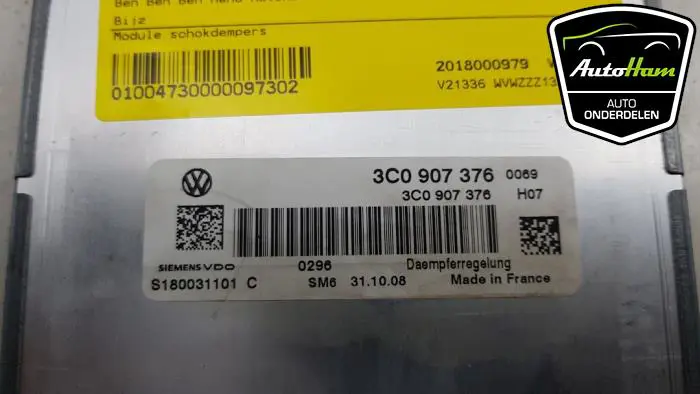 Bijz
Module schokdempers
01004730000097302
2018000979
V21336 WVWZZZ13
AutoHam
AUTO
ONDERDELEN
3C0 907 376 0069
3C0 907 376 H07
0296 Daempferregelung
SIEMENS VDO
S180031101 C SM6 31.10.08 Made in France